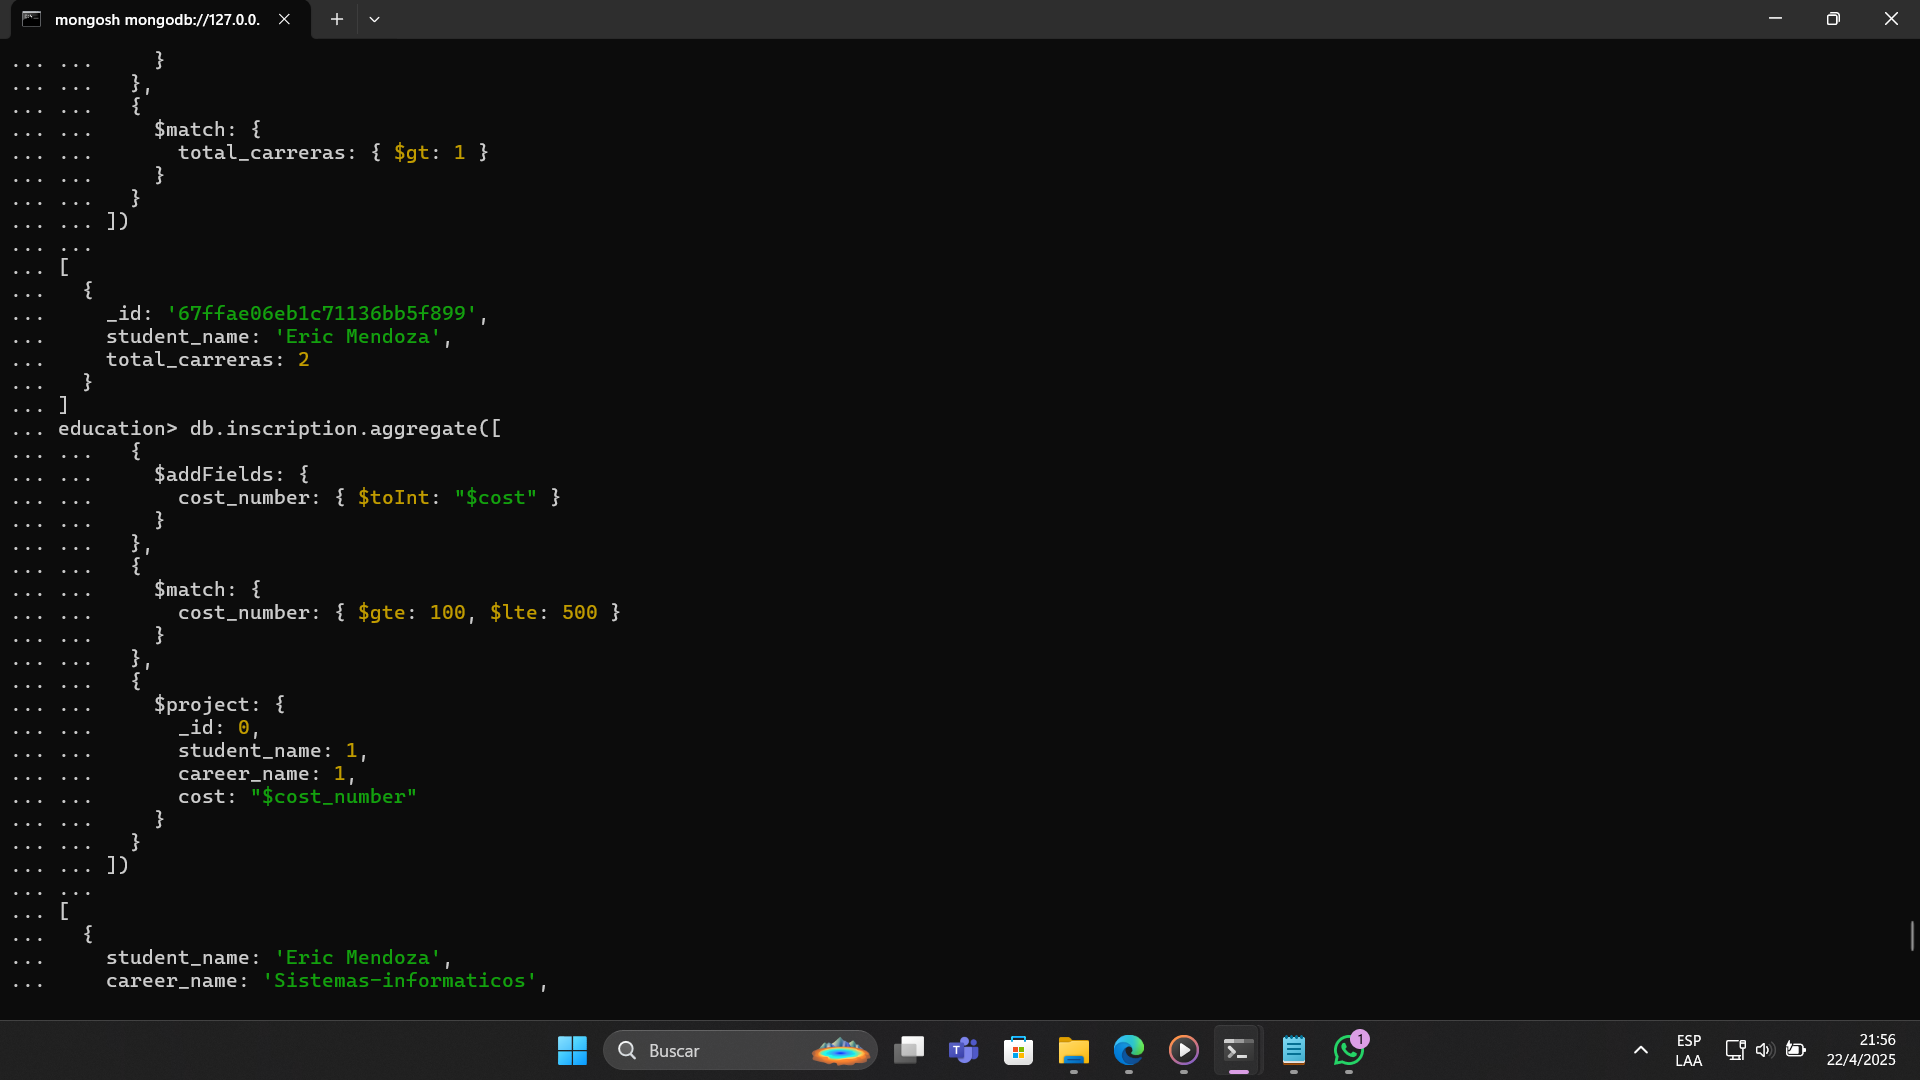 mongosh mongodb://127.0.0.
... ...     }
... ...   },
... ...   {
... ...     $match: {
... ...       total_carreras: { $gt: 1 }
... ...     }
... ...   }
... ... ])
... ...
... [
...   {
...     _id: '67ffae06eb1c71136bb5f899',
...     student_name: 'Eric Mendoza',
...     total_carreras: 2
...   }
... ]
... education> db.inscription.aggregate([
... ...   {
... ...     $addFields: {
... ...       cost_number: { $toInt: "$cost" }
... ...     }
... ...   },
... ...   {
... ...     $match: {
... ...       cost_number: { $gte: 100, $lte: 500 }
... ...     }
... ...   },
... ...   {
... ...     $project: {
... ...       _id: 0,
... ...       student_name: 1,
... ...       career_name: 1,
... ...       cost: "$cost_number"
... ...     }
... ...   }
... ... ])
... ...
... [
...   {
...     student_name: 'Eric Mendoza',
...     career_name: 'Sistemas-informaticos',
Buscar
T
1
ESP
LAA
21:56
22/4/2025